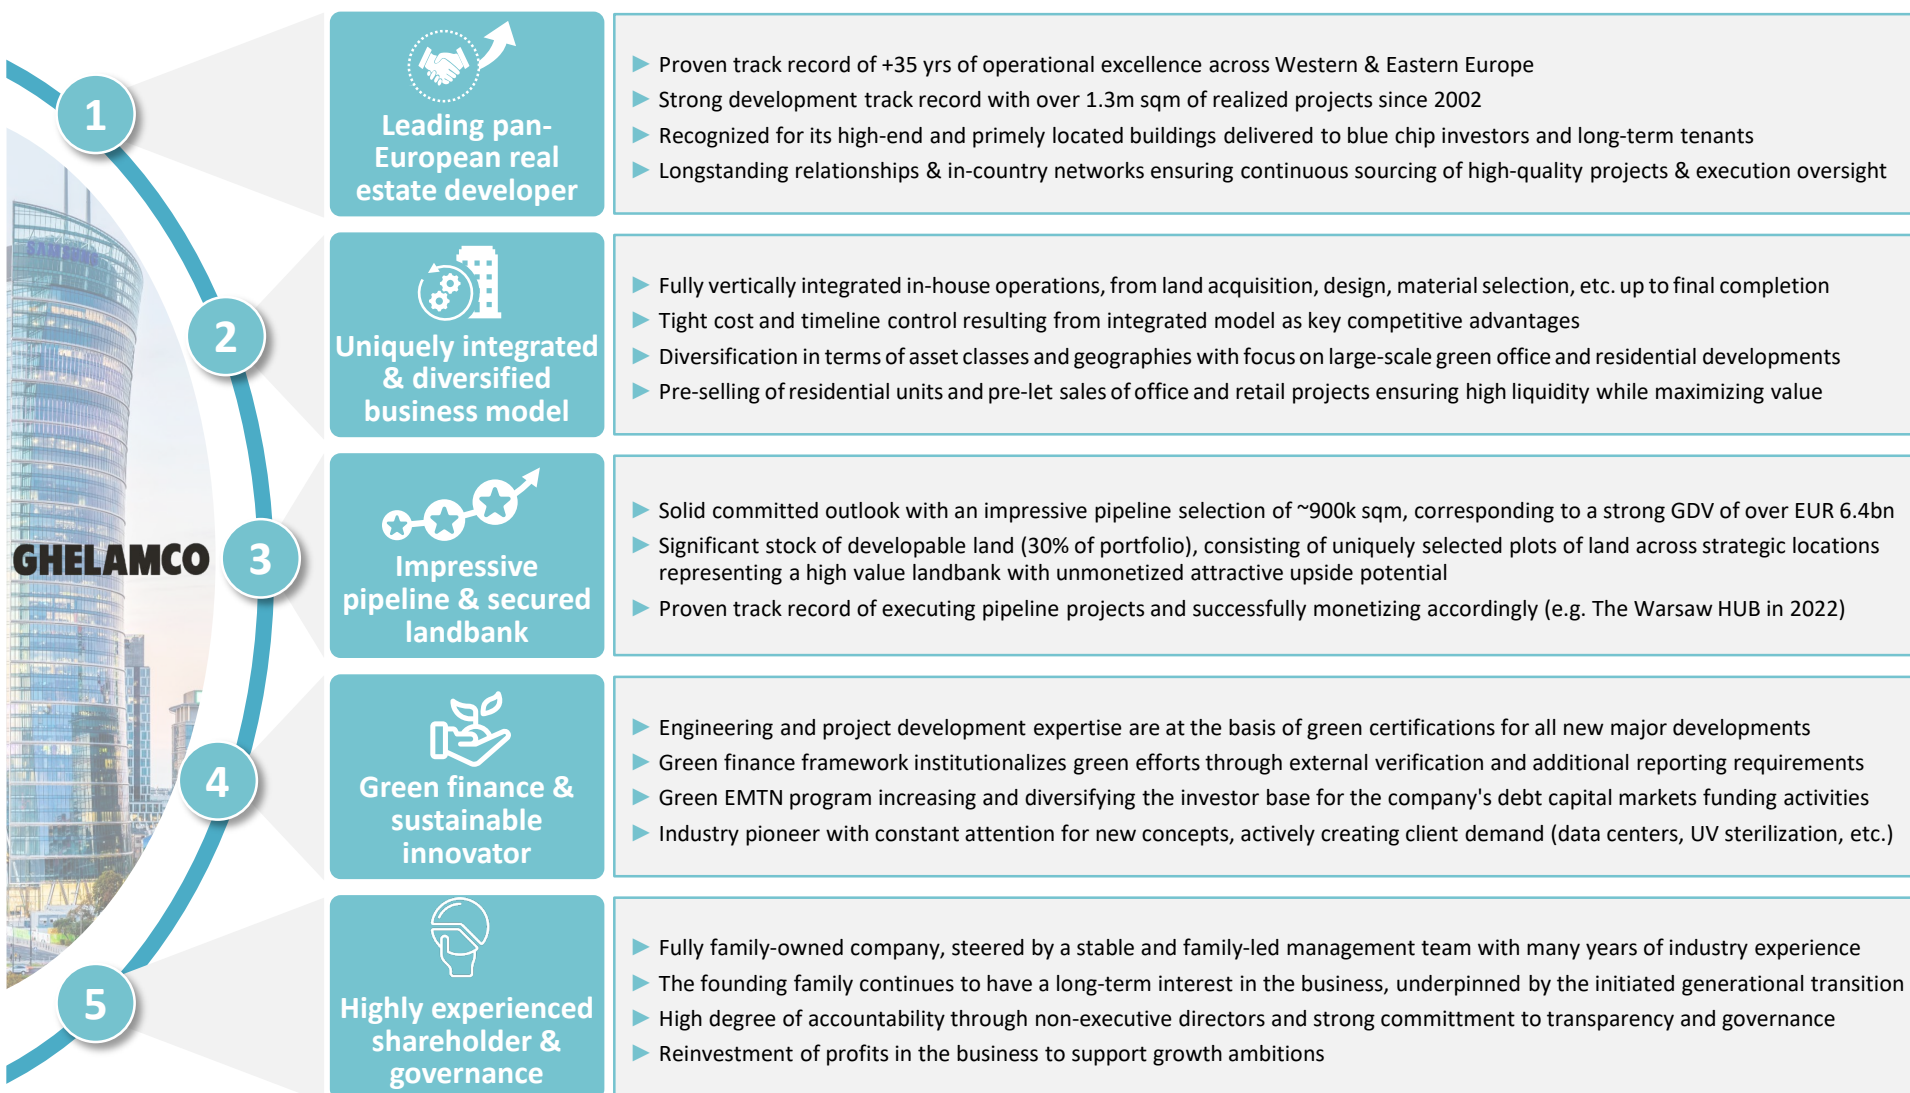 GHELAMCO
SAMSUNG
1
Leading pan-
European real
estate developer
► Proven track record of +35 yrs of operational excellence across Western & Eastern Europe
► Strong development track record with over 1.3m sqm of realized projects since 2002
► Recognized for its high-end and primely located buildings delivered to blue chip investors and long-term tenants
► Longstanding relationships & in-country networks ensuring continuous sourcing of high-quality projects & execution oversight
2
Uniquely integrated
& diversified
business model
► Fully vertically integrated in-house operations, from land acquisition, design, material selection, etc. up to final completion
► Tight cost and timeline control resulting from integrated model as key competitive advantages
► Diversification in terms of asset classes and geographies with focus on large-scale green office and residential developments
► Pre-selling of residential units and pre-let sales of office and retail projects ensuring high liquidity while maximizing value
3
Impressive
pipeline & secured
landbank
► Solid committed outlook with an impressive pipeline selection of ~900k sqm, corresponding to a strong GDV of over EUR 6.4bn
► Significant stock of developable land (30% of portfolio), consisting of uniquely selected plots of land across strategic locations
representing a high value landbank with unmonetized attractive upside potential
► Proven track record of executing pipeline projects and successfully monetizing accordingly (e.g. The Warsaw HUB in 2022)
4
Green finance &
sustainable
innovator
► Engineering and project development expertise are at the basis of green certifications for all new major developments
► Green finance framework institutionalizes green efforts through external verification and additional reporting requirements
► Green EMTN program increasing and diversifying the investor base for the company's debt capital markets funding activities
► Industry pioneer with constant attention for new concepts, actively creating client demand (data centers, UV sterilization, etc.)
5
Highly experienced
shareholder &
governance
► Fully family-owned company, steered by a stable and family-led management team with many years of industry experience
► The founding family continues to have a long-term interest in the business, underpinned by the initiated generational transition
► High degree of accountability through non-executive directors and strong committment to transparency and governance
► Reinvestment of profits in the business to support growth ambitions